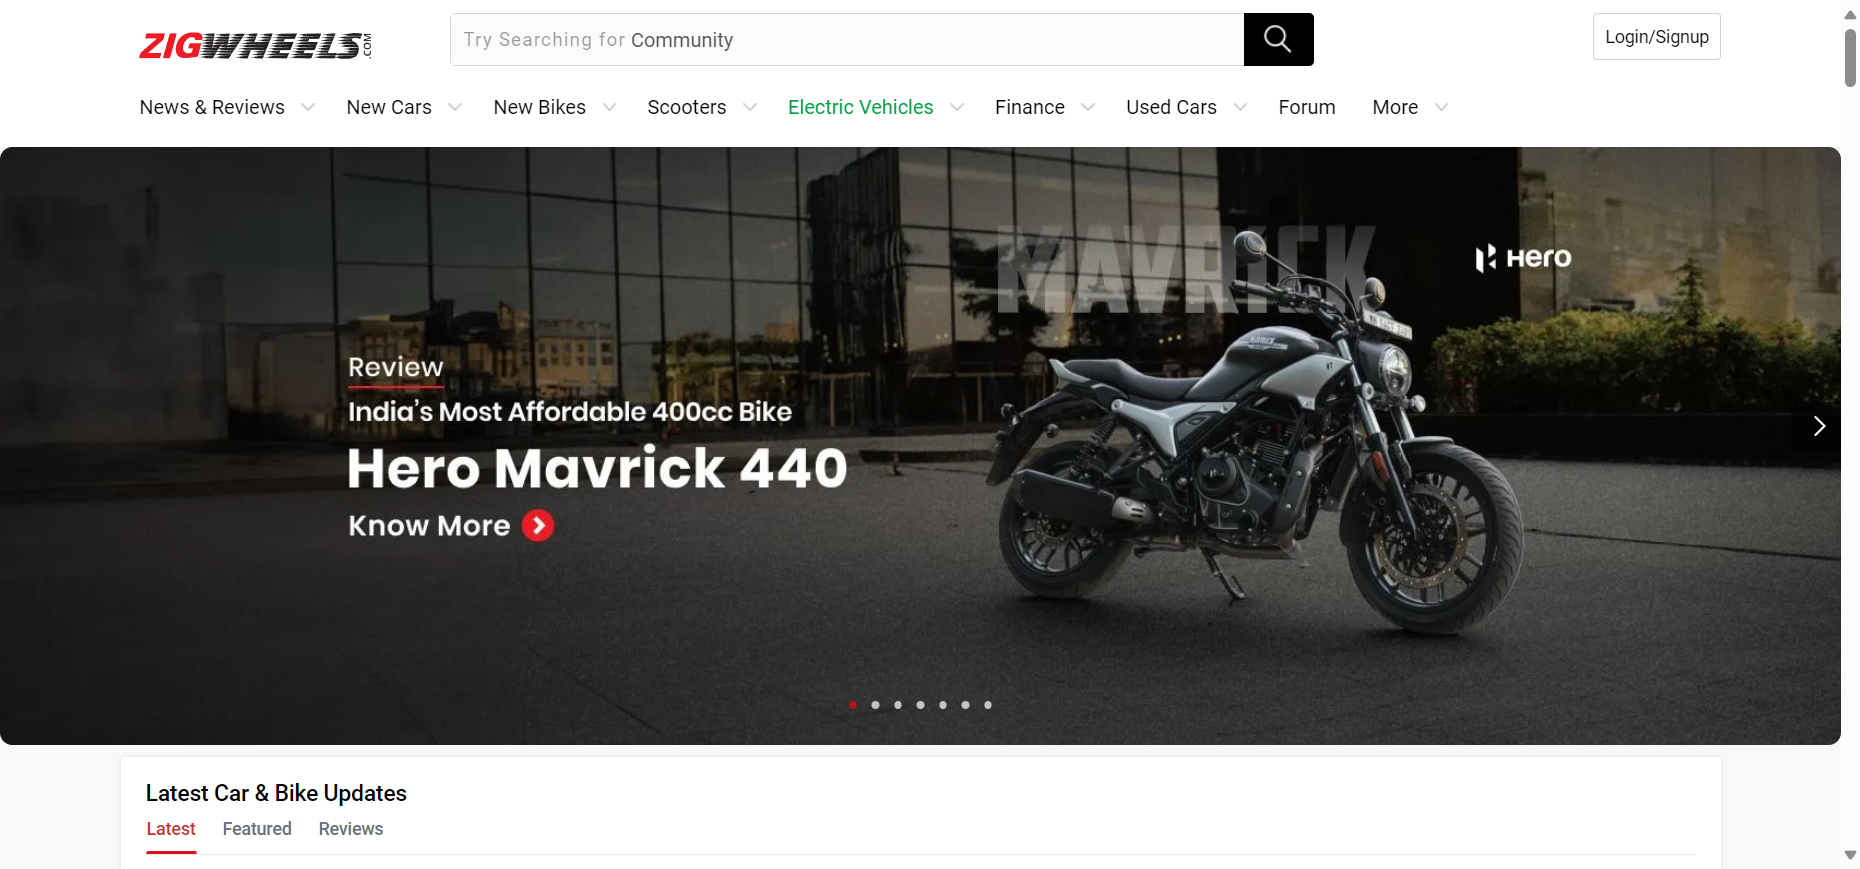 ZIGWHEELS.COM
Try Searching for Community
Login/Signup
News & Reviews
New Cars
New Bikes
Scooters
Electric Vehicles
Finance
Used Cars
Forum
More
MAVRICK
Hero
Review
India's Most Affordable 400cc Bike
Hero Mavrick 440
Know More
MAVRICK
Latest Car & Bike Updates
Latest
Featured
Reviews